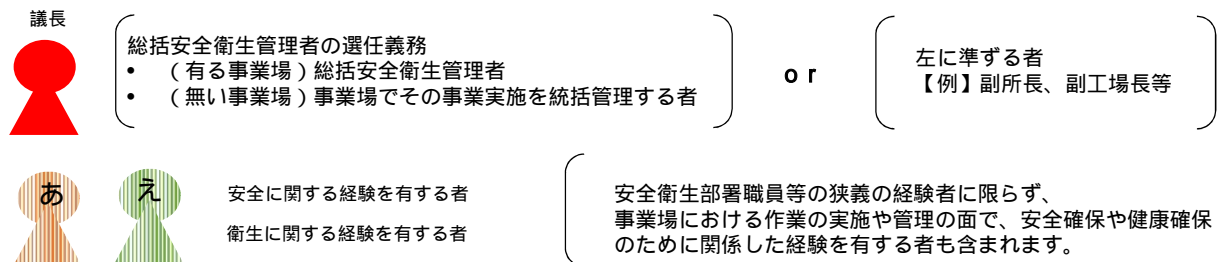 議長
総括安全衛生管理者の選任義務
• （有る事業場）総括安全衛生管理者
• （無い事業場）事業場でその事業実施を統括管理する者
ｏｒ
左に準ずる者
【例】副所長、副工場長等
あ
え
安全に関する経験を有する者
衛生に関する経験を有する者
安全衛生部署職員等の狭義の経験者に限らず、
事業場における作業の実施や管理の面で、安全確保や健康確保
のために関係した経験を有する者も含まれます。